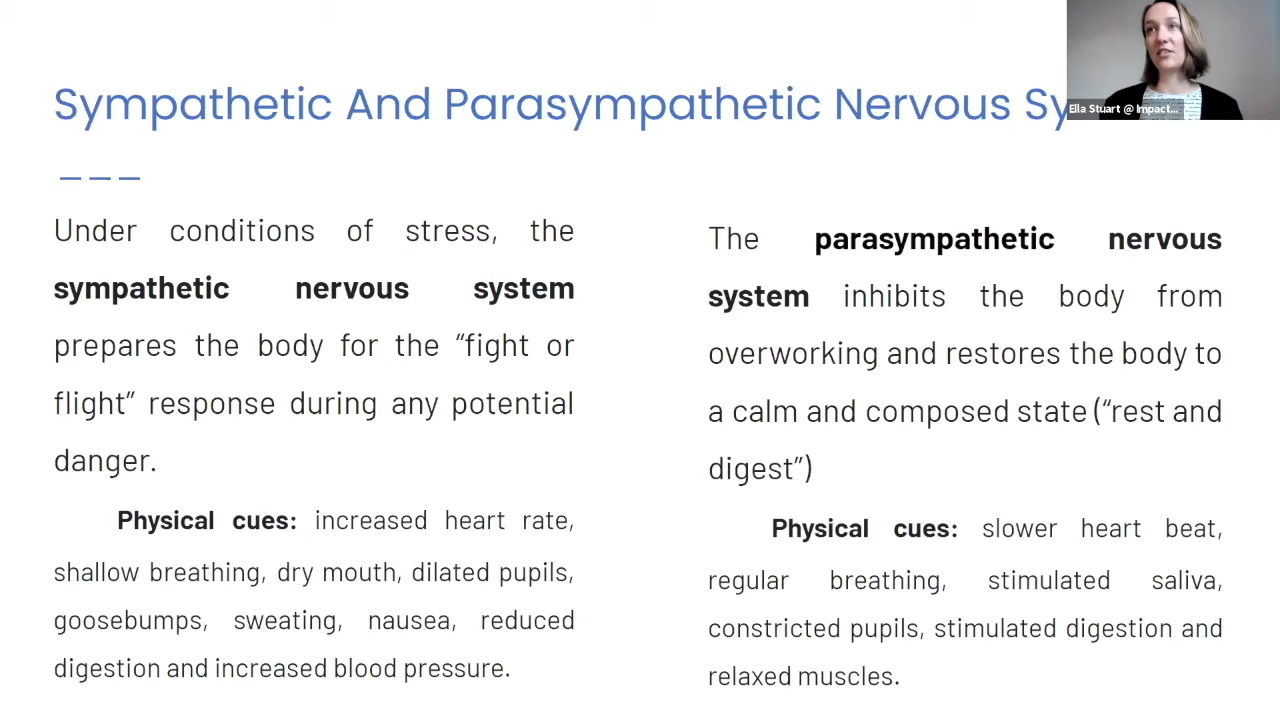 Sympathetic And Parasympathetic Nervous Sy
Ella Stuart @ Impact...
Under conditions of stress, the
sympathetic nervous system
prepares the body for the “fight or
flight” response during any potential
danger.
Physical cues: increased heart rate,
shallow breathing, dry mouth, dilated pupils,
goosebumps, sweating, nausea, reduced
digestion and increased blood pressure.
The parasympathetic nervous
system inhibits the body from
overworking and restores the body to
a calm and composed state (“rest and
digest”)
Physical cues: slower heart beat,
regular breathing, stimulated saliva,
constricted pupils, stimulated digestion and
relaxed muscles.